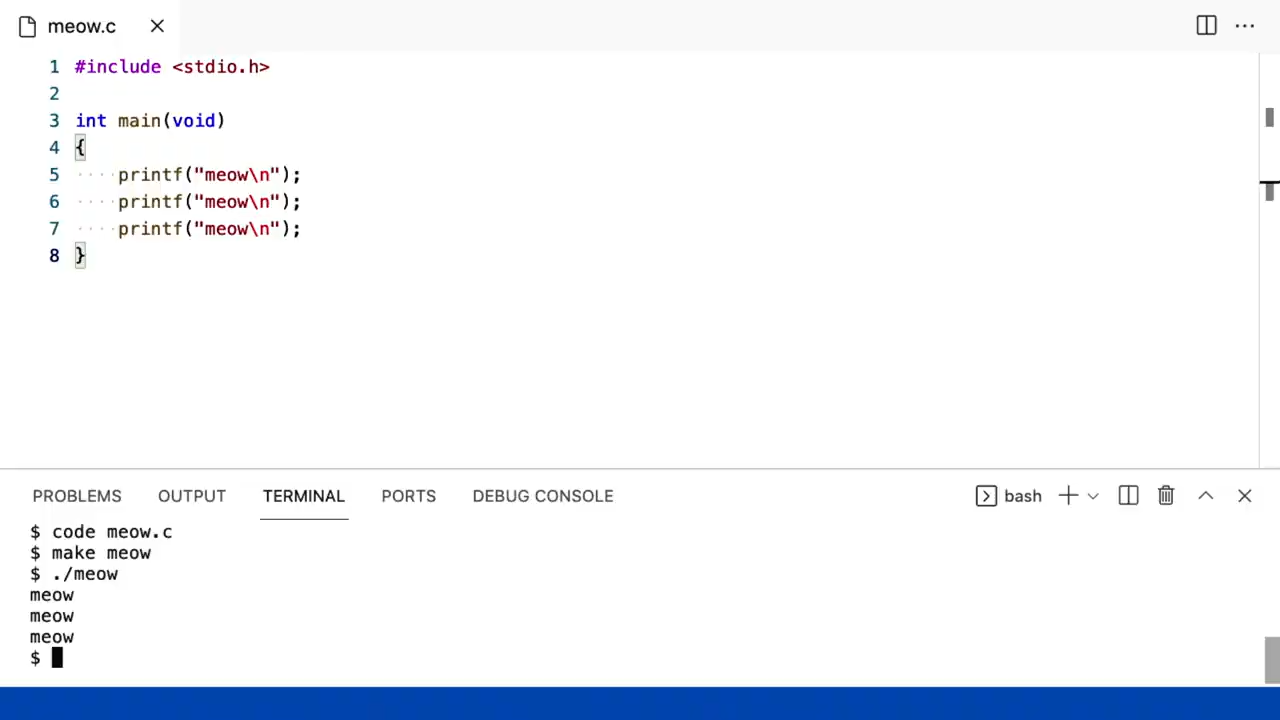 meow.c
1 #include <stdio.h>
2
3 int main(void)
4 {
5 ····printf("meow\n");
6 ····printf("meow\n");
7 ····printf("meow\n");
8 }
PROBLEMS OUTPUT TERMINAL PORTS DEBUG CONSOLE bash
$ code meow.c
$ make meow
$ ./meow
meow
meow
meow
$